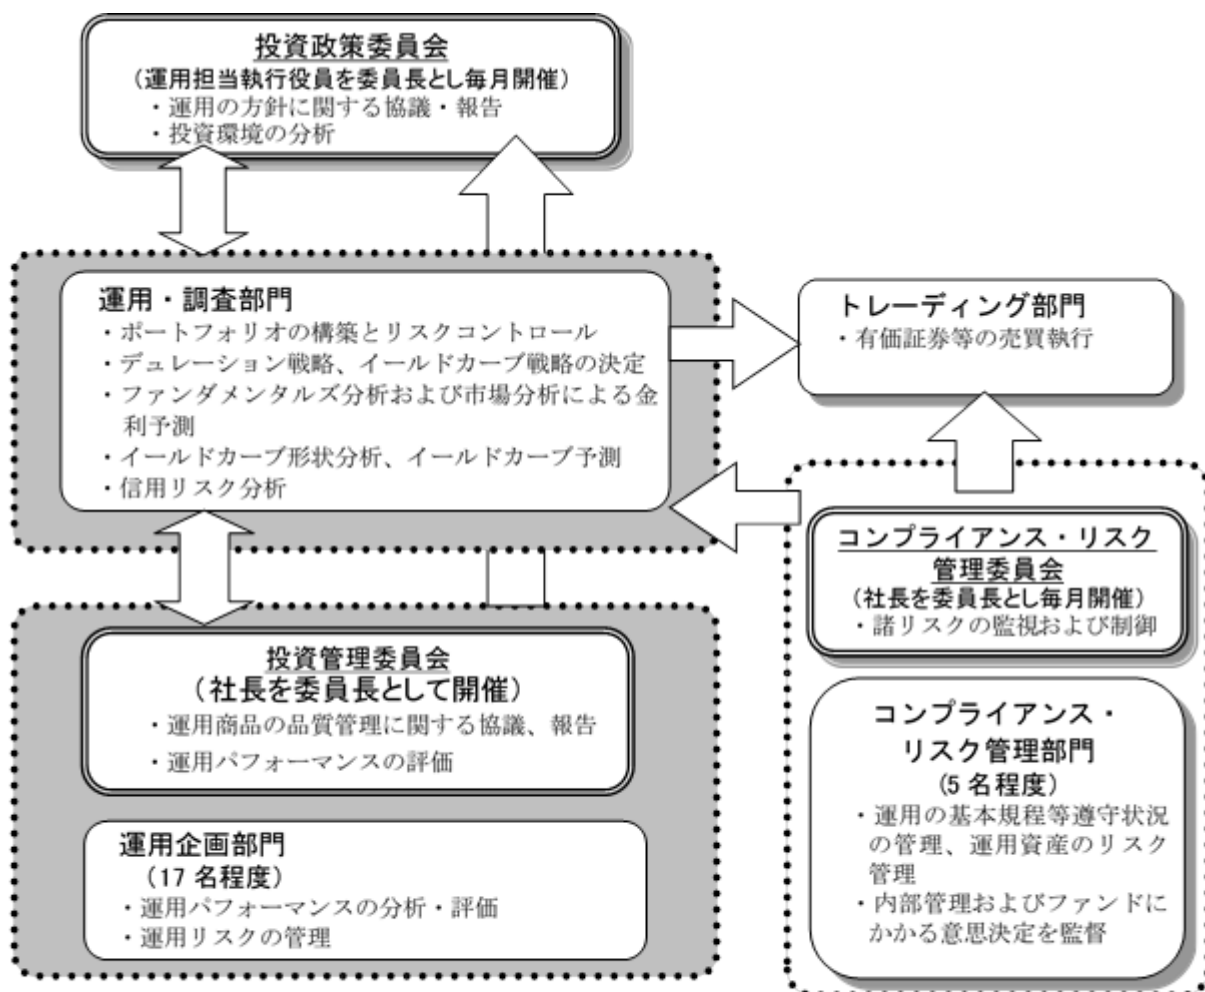 投資政策委員会
(運用担当執行役員を委員長とし毎月開催)
・運用の方針に関する協議・報告
・投資環境の分析
運用・調査部門
・ポートフォリオの構築とリスクコントロール
・デュレーション戦略、イールドカーブ戦略の決定
・ファンダメンタルズ分析および市場分析による金
利予測
・イールドカーブ形状分析、イールドカーブ予測
・信用リスク分析
トレーディング部門
・有価証券等の売買執行
投資管理委員会
(社長を委員長として開催)
・運用商品の品質管理に関する協議、報告
・運用パフォーマンスの評価
運用企画部門
(17 名程度)
・運用パフォーマンスの分析・評価
・運用リスクの管理
コンプライアンス・リスク
管理委員会
(社長を委員長とし毎月開催)
・諸リスクの監視および制御
コンプライアンス・
リスク管理部門
(5 名程度)
・運用の基本規程等遵守状況
の管理、運用資産のリスク
管理
・内部管理およびファンドに
かかる意思決定を監督